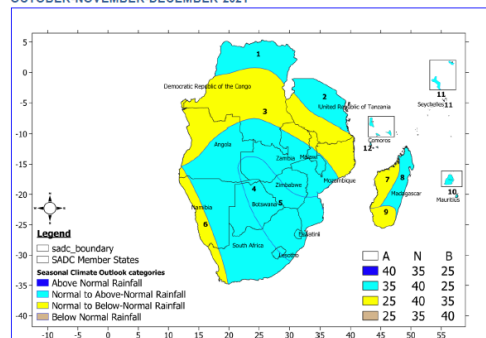 OCTOBER-NOVEMBER-DECEMBER 2021
5
0
-5
-10
-15
-20
-25
-30
-35
-40
1
Democratic Republic of the Congo
2
United Republic of Tanzania
3
11
Seychelles 11
Comoros
12
Angola
Zambia
Malawi
Mozambique
7
8
Madagascar
9
10
Mauritius
4
Zimbabwe
Namibia
Botswana
5
6
Eswatini
South Africa
Lesotho
Legend
sadc_boundary
SADC Member States
Seasonal Climate Outlook categories
Above Normal Rainfall
Normal to Above-Normal Rainfall
Normal to Below-Normal Rainfall
Below Normal Rainfall
A N B
40 35 25
35 40 25
25 40 35
25 35 40
-10 -5 0 5 10 15 20 25 30 35 40 45 50 55